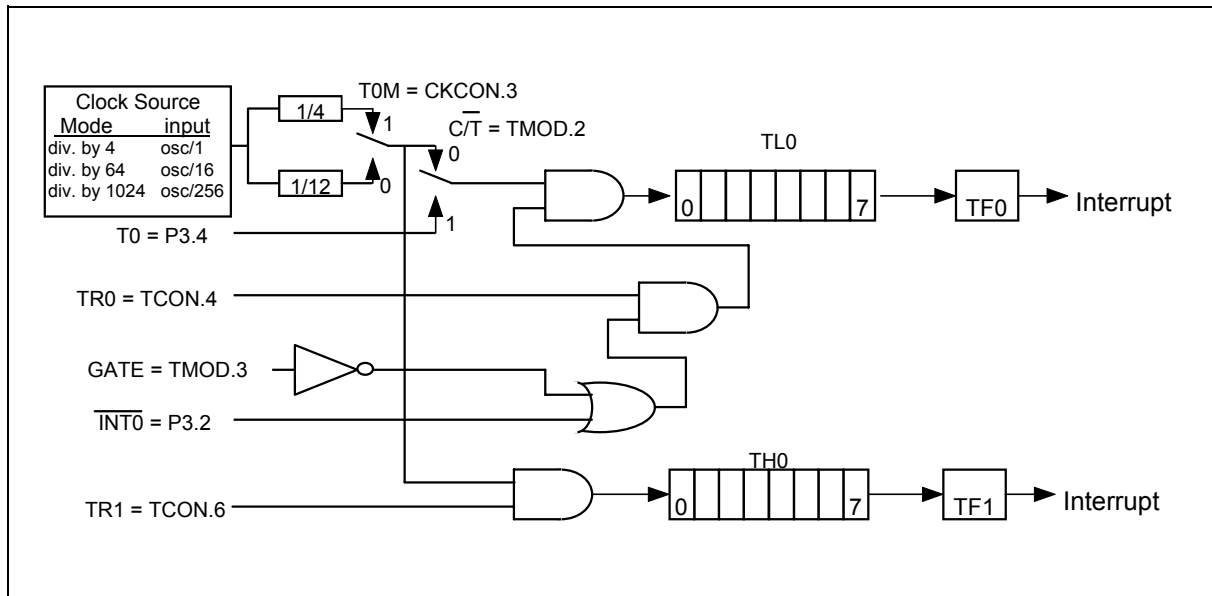 Clock Source
Mode input
div. by 4 osc/1
div. by 64 osc/16
div. by 1024 osc/256
1/4
1/12
T0M = CKCON.3
1
0
C/T̅ = TMOD.2
0
1
T0 = P3.4
TL0
0 7
TF0
Interrupt
TR0 = TCON.4
GATE = TMOD.3
I̅N̅T̅0̅ = P3.2
TR1 = TCON.6
TH0
0 7
TF1
Interrupt